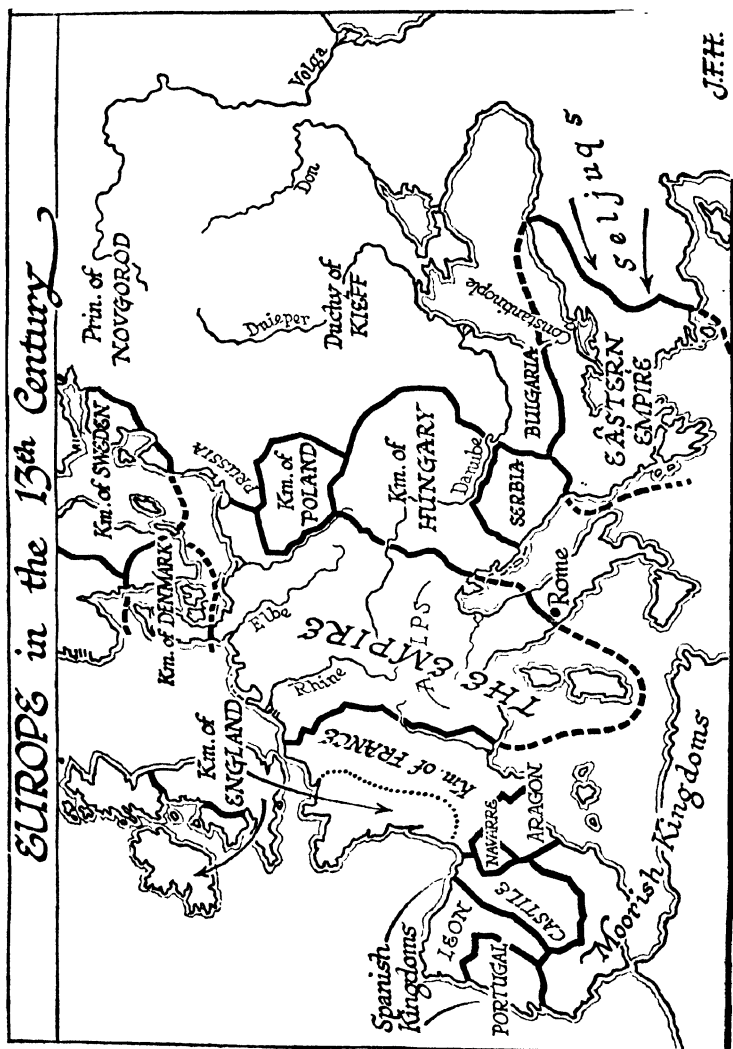 EUROPE in the 13th Century
Km. of SWEDEN
Prin. of
NOVGOROD
Volga
Don
Dnieper
Duchy of
KIEFF
Km. of DENMARK
PRUSSIA
Km. of
POLAND
Km. of
ENGLAND
Elbe
Rhine
THE EMPIRE
ALPS
Km. of FRANCE
Km. of
HUNGARY
Danube
SERBIA
BULGARIA
Constantinople
EASTERN
EMPIRE
Seljuqs
Rome
Spanish
Kingdoms
LEON
PORTUGAL
CASTILE
NAVARRE
ARAGON
Moorish Kingdoms
J.F.H.